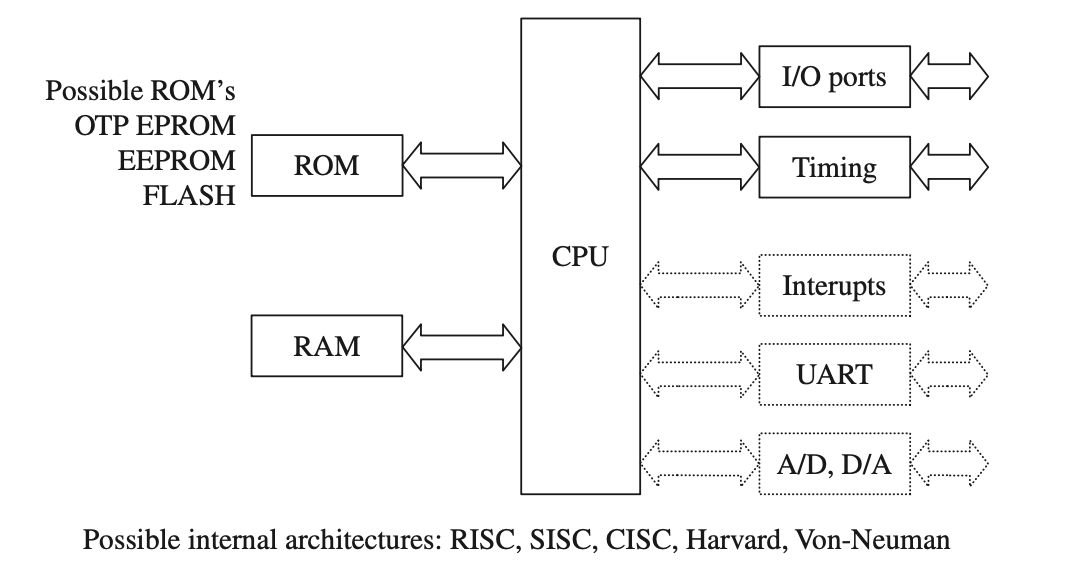 Possible ROM's
OTP EPROM
EEPROM
FLASH
ROM
RAM
CPU
I/O ports
Timing
Interupts
UART
A/D, D/A
Possible internal architectures: RISC, SISC, CISC, Harvard, Von-Neuman